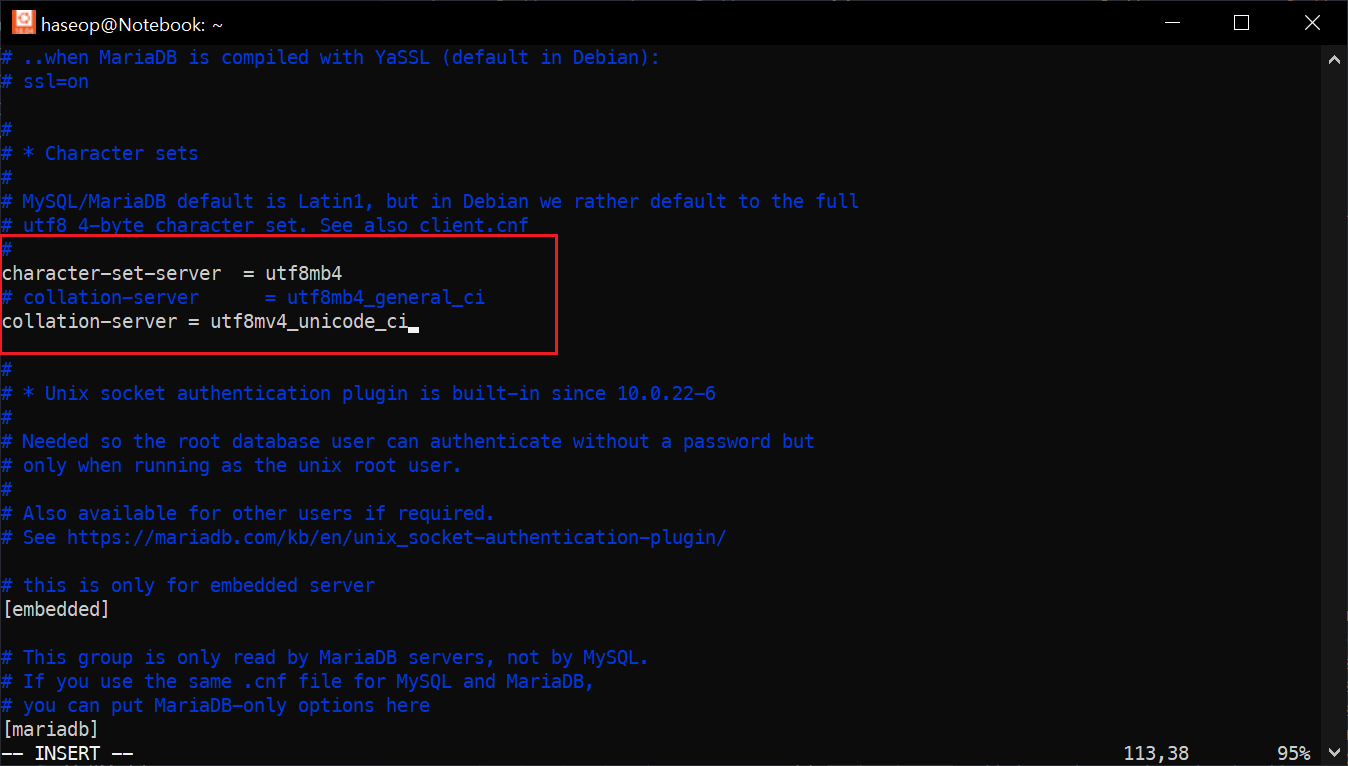 haseop@Notebook: ~
# ..when MariaDB is compiled with YaSSL (default in Debian):
# ssl=on
#
# * Character sets
#
# MySQL/MariaDB default is Latin1, but in Debian we rather default to the full
# utf8 4-byte character set. See also client.cnf
#
character-set-server  = utf8mb4
# collation-server      = utf8mb4_general_ci
collation-server = utf8mv4_unicode_ci
#
# * Unix socket authentication plugin is built-in since 10.0.22-6
#
# Needed so the root database user can authenticate without a password but
# only when running as the unix root user.
#
# Also available for other users if required.
# See https://mariadb.com/kb/en/unix_socket-authentication-plugin/
# this is only for embedded server
[embedded]
# This group is only read by MariaDB servers, not by MySQL.
# If you use the same .cnf file for MySQL and MariaDB,
# you can put MariaDB-only options here
[mariadb]
-- INSERT -- 113,38 95%